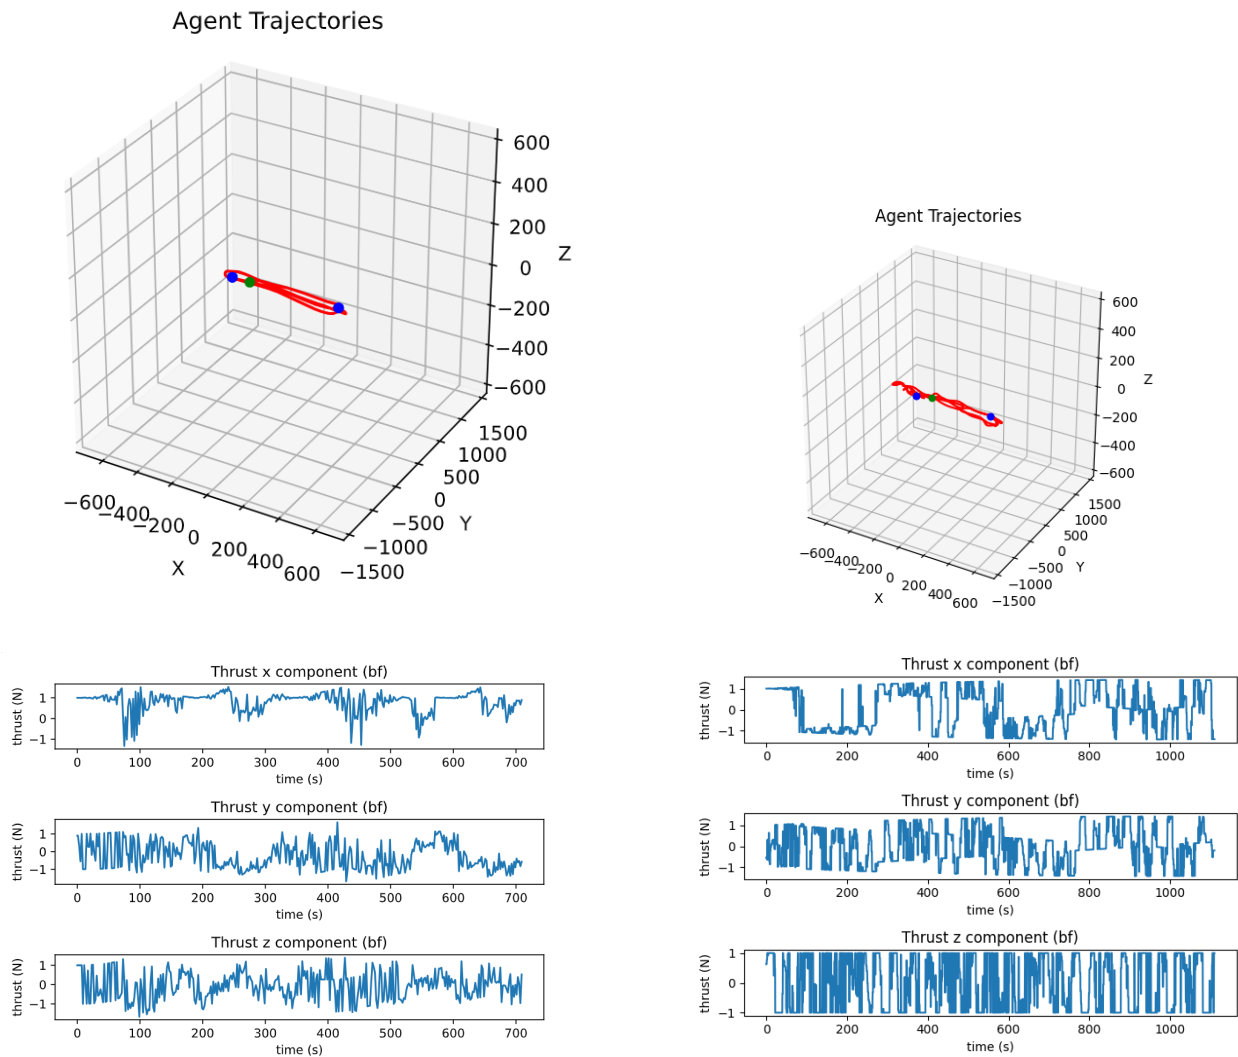 Agent Trajectories
600
400
200
0
−200
−400
−600
Z
1500
1000
500
0
−500
−1000
−1500
Y
−600
−400
−200
0
200
400
600
X
Agent Trajectories
600
400
200
0
−200
−400
−600
Z
1500
1000
500
0
−500
−1000
−1500
Y
−600
−400
−200
0
200
400
600
X
Thrust x component (bf)
thrust (N)
1
0
−1
0 100 200 300 400 500 600 700
time (s)
Thrust y component (bf)
thrust (N)
1
0
−1
0 100 200 300 400 500 600 700
time (s)
Thrust z component (bf)
thrust (N)
1
0
−1
0 100 200 300 400 500 600 700
time (s)
Thrust x component (bf)
thrust (N)
1
0
−1
0 200 400 600 800 1000
time (s)
Thrust y component (bf)
thrust (N)
1
0
−1
0 200 400 600 800 1000
time (s)
Thrust z component (bf)
thrust (N)
1
0
−1
0 200 400 600 800 1000
time (s)